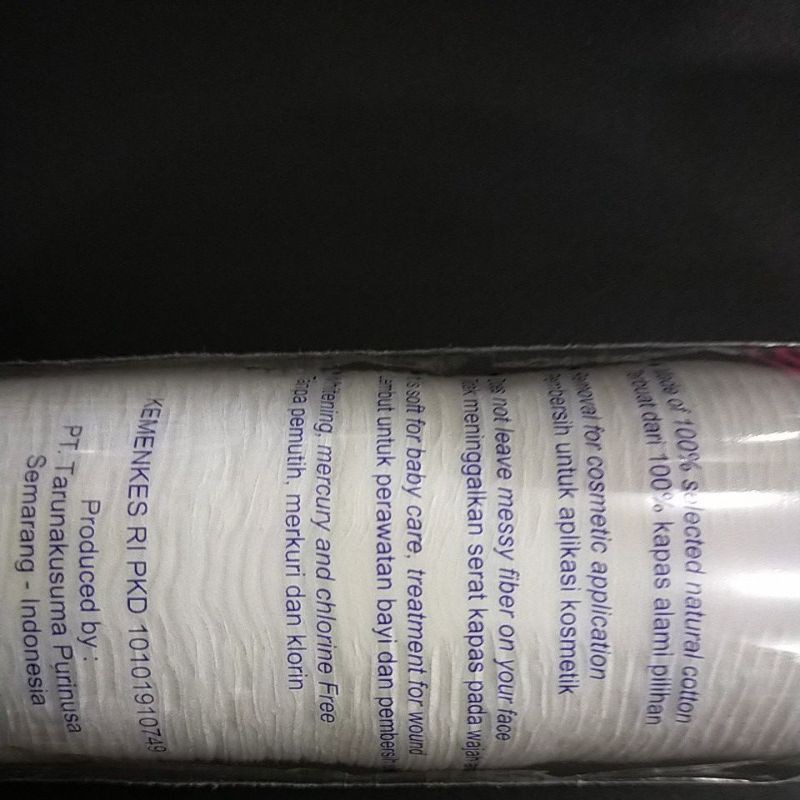 of 100% selected natural cotton
dari 100% kapas alami pilihan
for cosmetic application
untuk aplikasi kosmetik
not leave messy fiber on your face
meninggalkan serat kapas pada
soft for baby care, treatment for wound
untuk perawatan bayi dan
mercury and chlorine Free
pemutih, merkuri dan klorin
KEMENKES RI PKD 10101910749
Produced by :
PT. Tarunakusuma Purinusa
Semarang - Indonesia